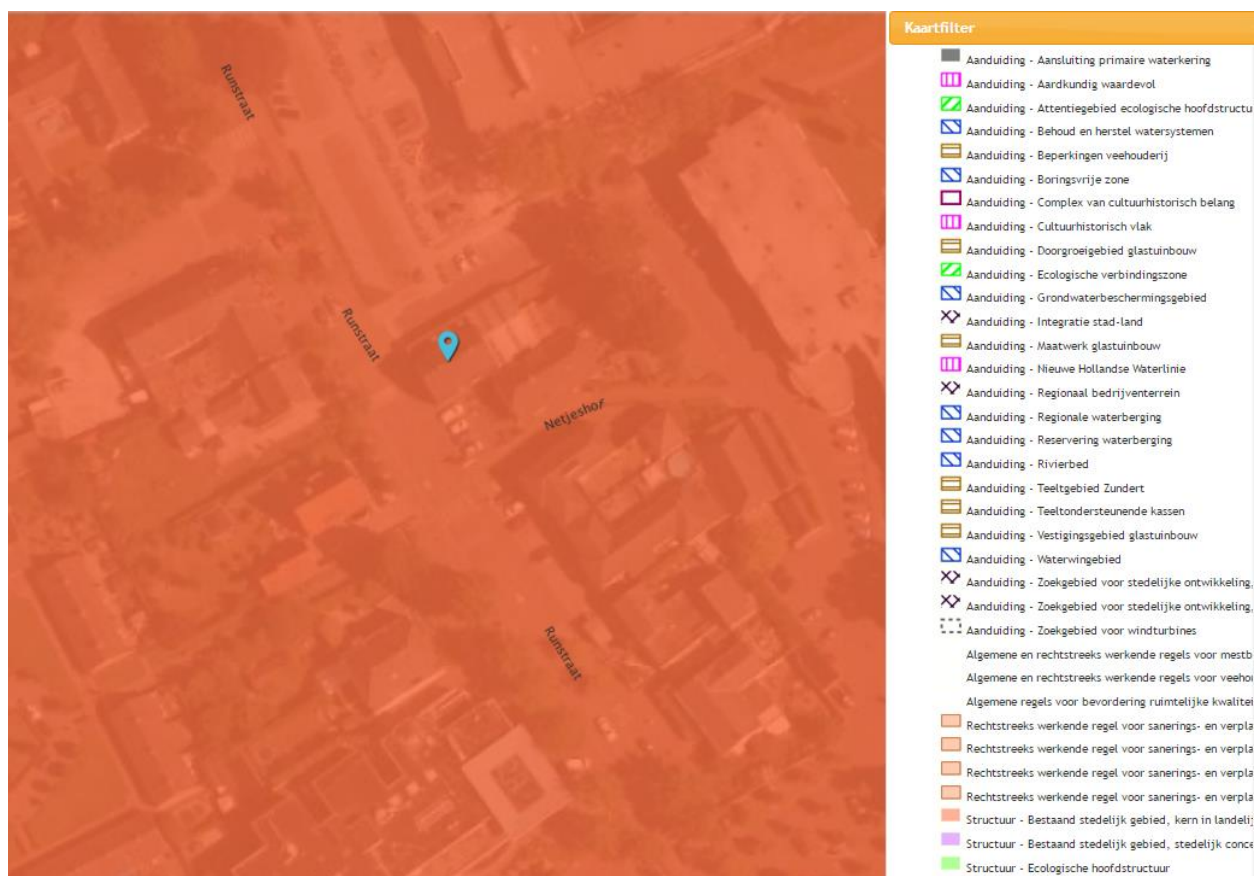 Runstraat
Runstraat
Netjeshof
Runstraat
Kaartfilter
Aanduiding - Aansluiting primaire waterkering
Aanduiding - Aardkundig waardevol
Aanduiding - Attentiegebied ecologische hoofdstructu
Aanduiding - Behoud en herstel watersystemen
Aanduiding - Beperkingen veehouderij
Aanduiding - Boringsvrije zone
Aanduiding - Complex van cultuurhistorisch belang
Aanduiding - Cultuurhistorisch vlak
Aanduiding - Doorgroeigebied glastuinbouw
Aanduiding - Ecologische verbindingszone
Aanduiding - Grondwaterbeschermingsgebied
Aanduiding - Integratie stad-land
Aanduiding - Maatwerk glastuinbouw
Aanduiding - Nieuwe Hollandse Waterlinie
Aanduiding - Regionaal bedrijventerrein
Aanduiding - Regionale waterberging
Aanduiding - Reservering waterberging
Aanduiding - Rivierbed
Aanduiding - Teeltgebied Zundert
Aanduiding - Teeltondersteunende kassen
Aanduiding - Vestigingsgebied glastuinbouw
Aanduiding - Waterwingebied
Aanduiding - Zoekgebied voor stedelijke ontwikkeling,
Aanduiding - Zoekgebied voor stedelijke ontwikkeling,
Aanduiding - Zoekgebied voor windturbines
Algemene en rechtstreeks werkende regels voor mestb
Algemene en rechtstreeks werkende regels voor veehou
Algemene regels voor bevordering ruimtelijke kwalitei
Rechtstreeks werkende regel voor sanerings- en verpla
Rechtstreeks werkende regel voor sanerings- en verpla
Rechtstreeks werkende regel voor sanerings- en verpla
Rechtstreeks werkende regel voor sanerings- en verpla
Structuur - Bestaand stedelijk gebied, kern in landelij
Structuur - Bestaand stedelijk gebied, stedelijk conce
Structuur - Ecologische hoofdstructuur